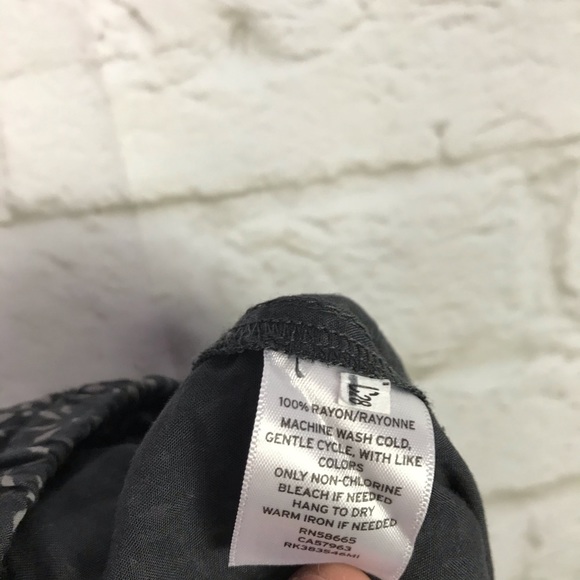 100% RAYON/RAYONNE
MACHINE WASH COLD,
GENTLE CYCLE, WITH LIKE
COLORS
ONLY NON-CHLORINE
BLEACH IF NEEDED
HANG TO DRY
WARM IRON IF NEEDED
RN58665
CA57963
RK383546MI